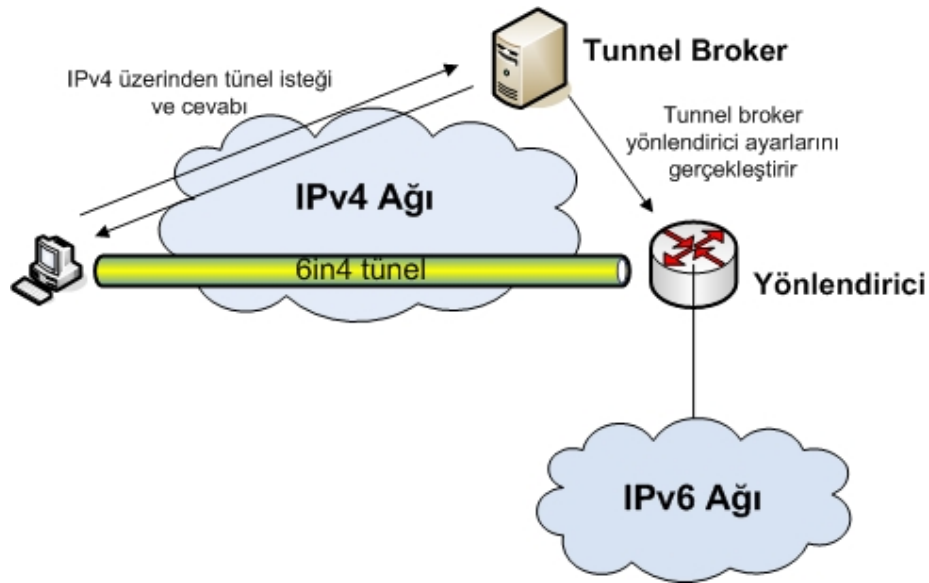 Tunnel Broker
IPv4 üzerinden tünel isteği
ve cevabı
Tunnel broker
yönlendirici ayarlarını
gerçekleştirir
IPv4 Ağı
6in4 tünel
Yönlendirici
IPv6 Ağı